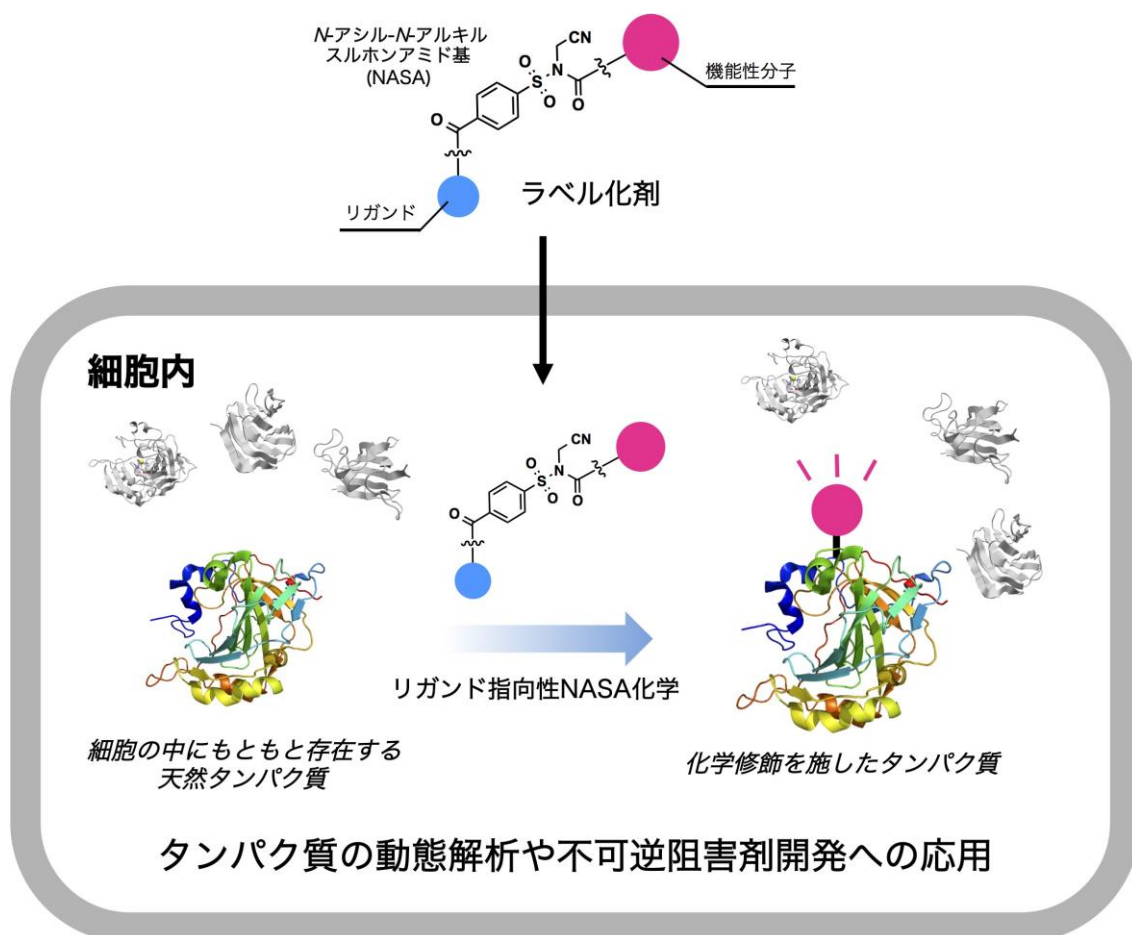 N-アシル-N-アルキル
スルホンアミド基
(NASA)
CN
O
S
N
O
O
O
機能性分子
リガンド
ラベル化剤
細胞内
CN
O
S
N
O
O
O
リガンド指向性NASA化学
細胞の中にもともと存在する
天然タンパク質
化学修飾を施したタンパク質
タンパク質の動態解析や不可逆阻害剤開発への応用